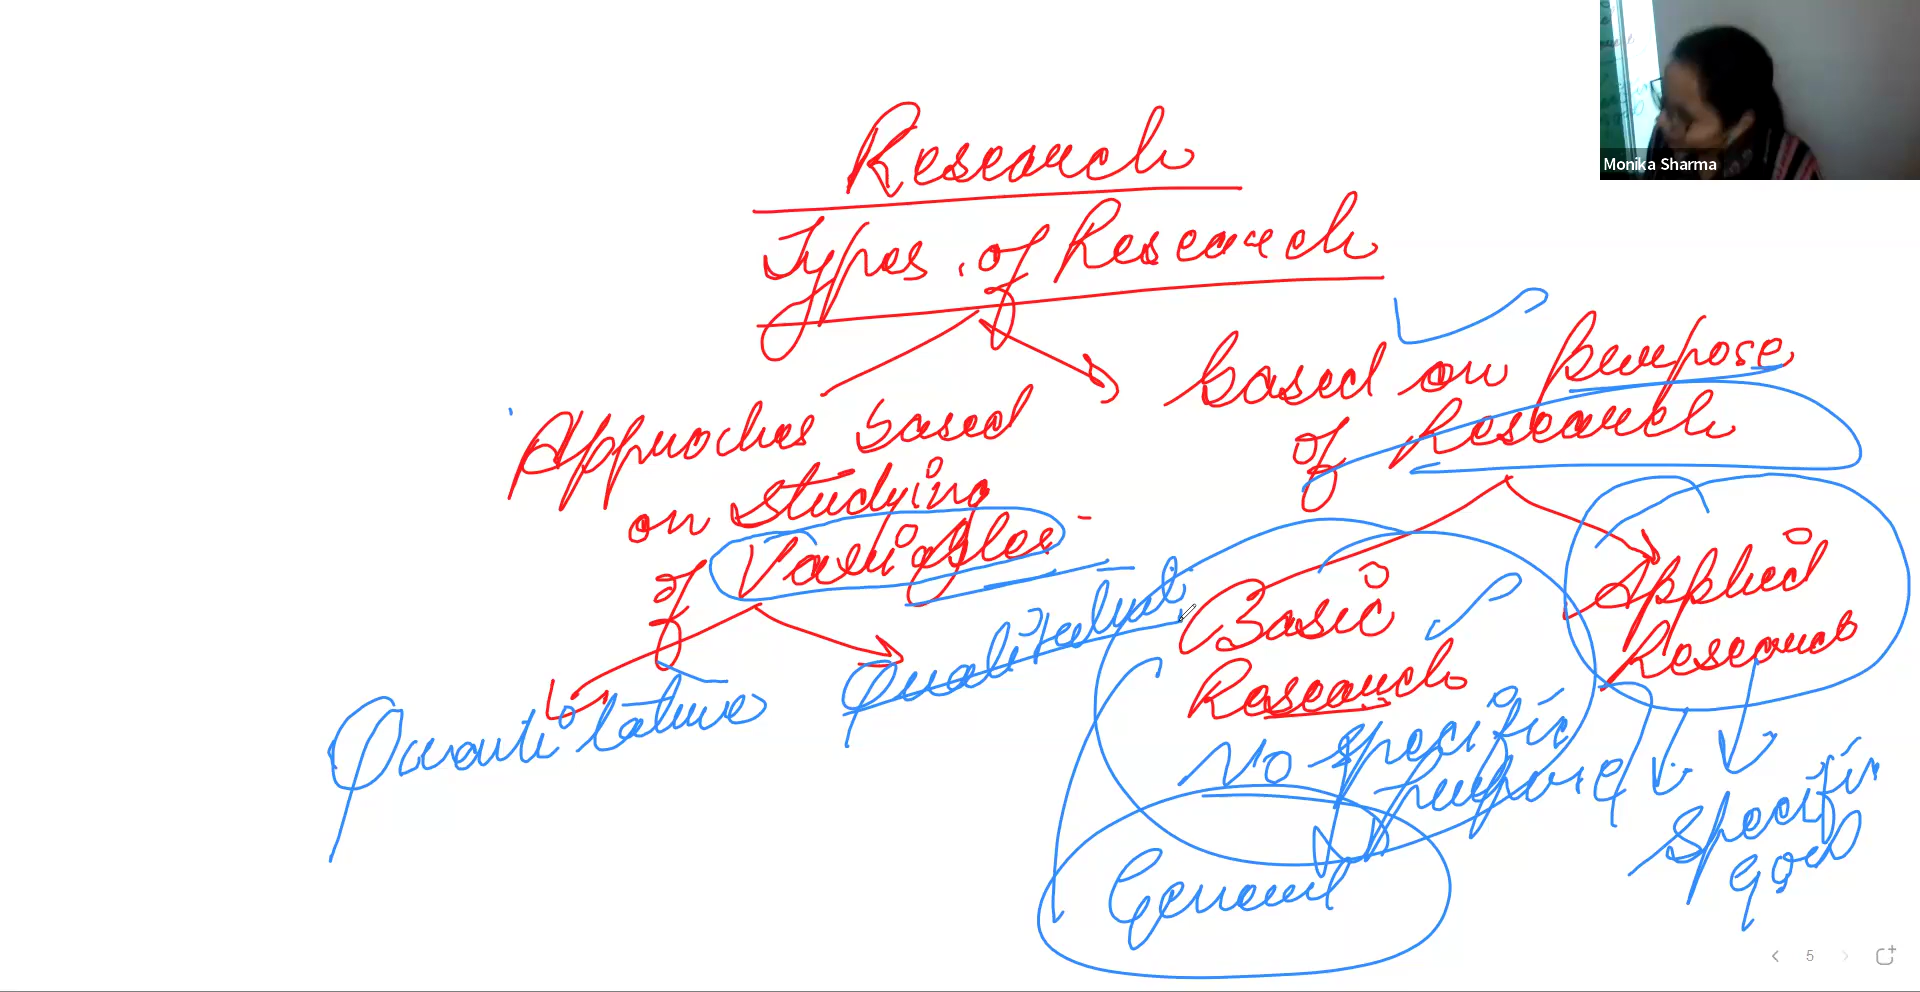 Research
Types of Research
Approches based
on studying
of Variables
Quantitative
Qualitative
based on Purpose
of Research
Basic
Research
No specific
purpose
General
Applied
Research
specific
goal
Monika Sharma
5